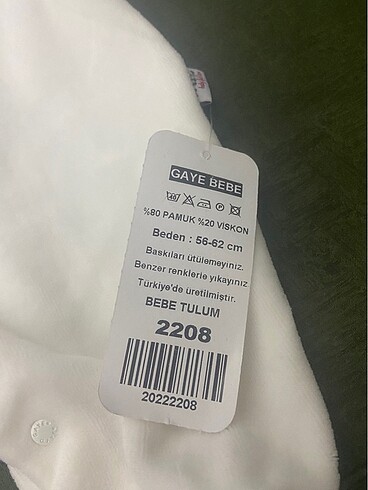 GAYE BEBE
%80 PAMUK %20 VISKON
Beden : 56-62 cm
Baskıları ütülemeyiniz.
Benzer renklerle yıkayınız
Türkiye'de üretilmiştir.
BEBE TULUM
2208
20222208